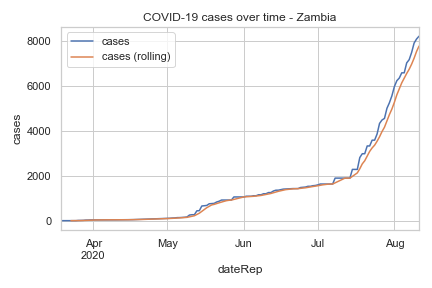 COVID-19 cases over time - Zambia
cases
cases (rolling)
8000
6000
4000
2000
0
cases
Apr
2020
May
Jun
Jul
Aug
dateRep